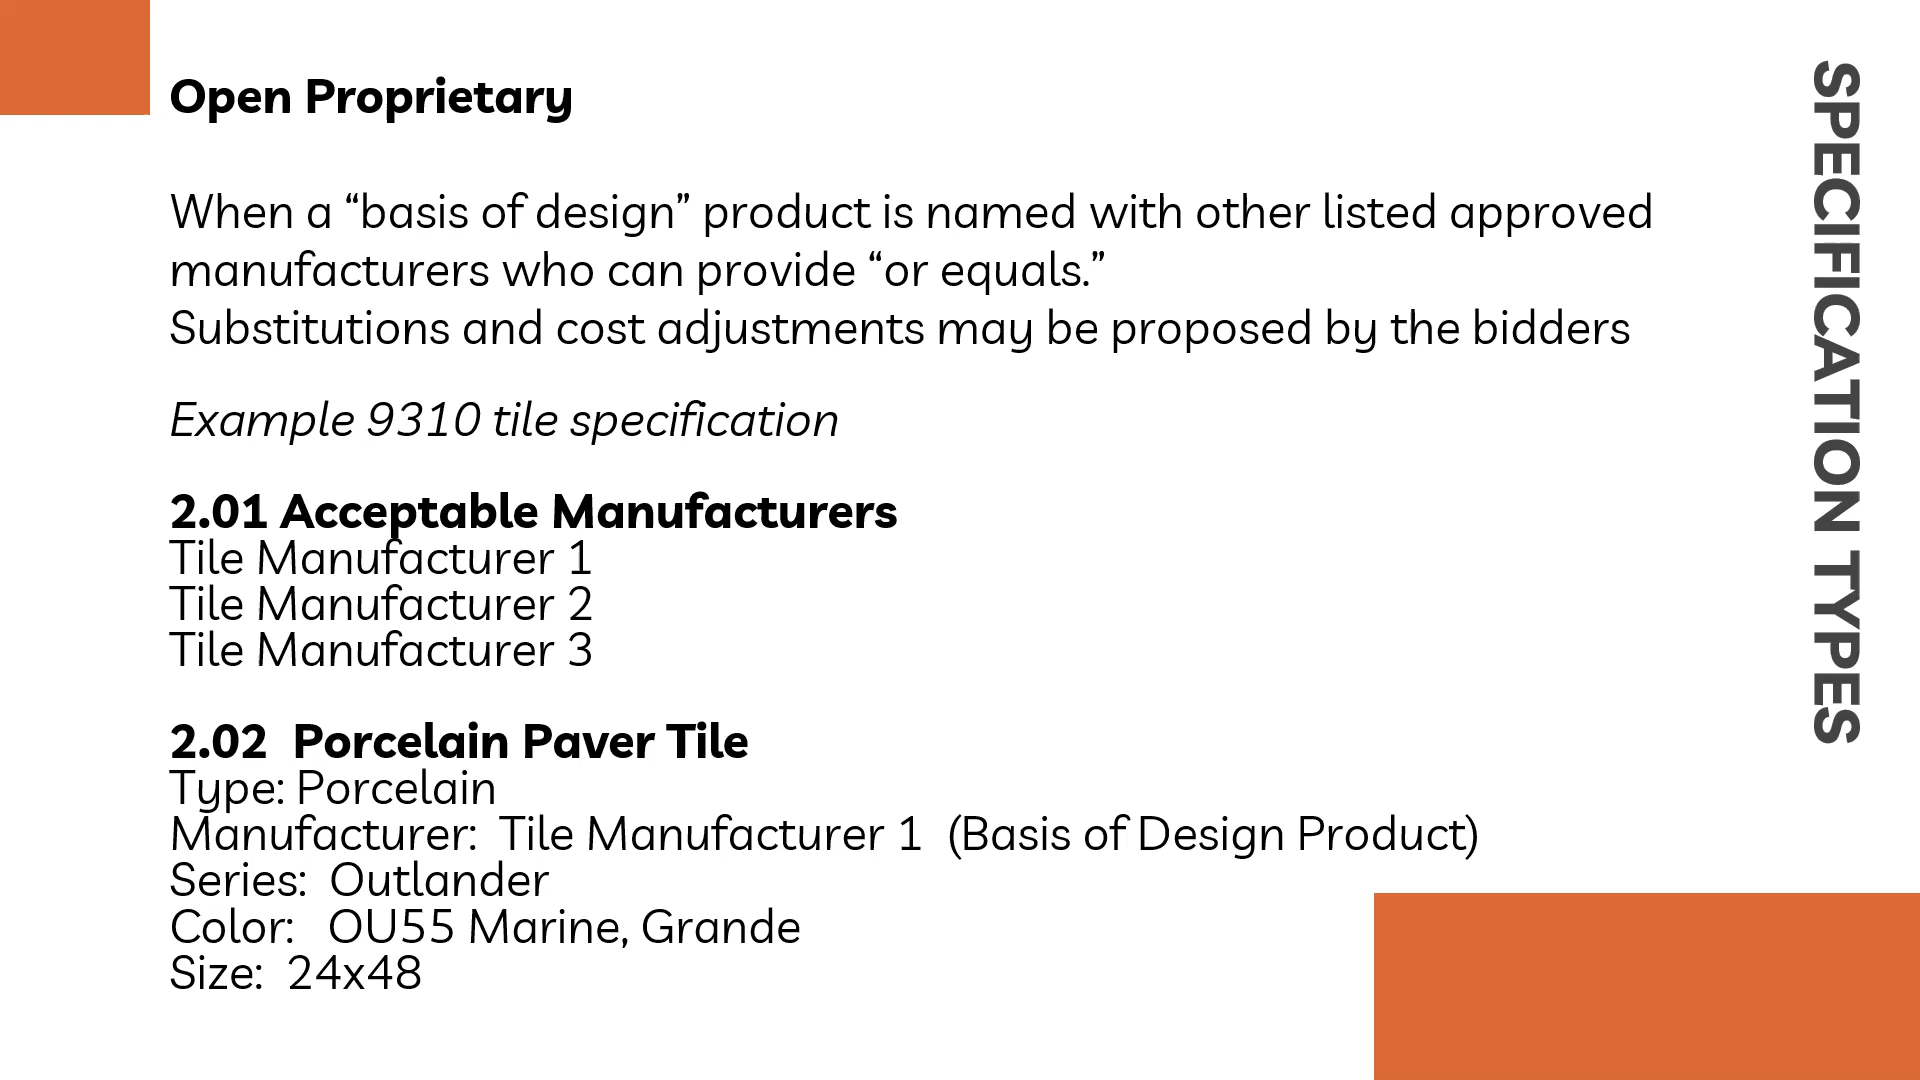 Open Proprietary
When a “basis of design” product is named with other listed approved
manufacturers who can provide “or equals.”
Substitutions and cost adjustments may be proposed by the bidders
Example 9310 tile specification
2.01 Acceptable Manufacturers
Tile Manufacturer 1
Tile Manufacturer 2
Tile Manufacturer 3
2.02  Porcelain Paver Tile
Type: Porcelain
Manufacturer:  Tile Manufacturer 1  (Basis of Design Product)
Series:  Outlander
Color:   OU55 Marine, Grande
Size:  24x48
SPECIFICATION TYPES